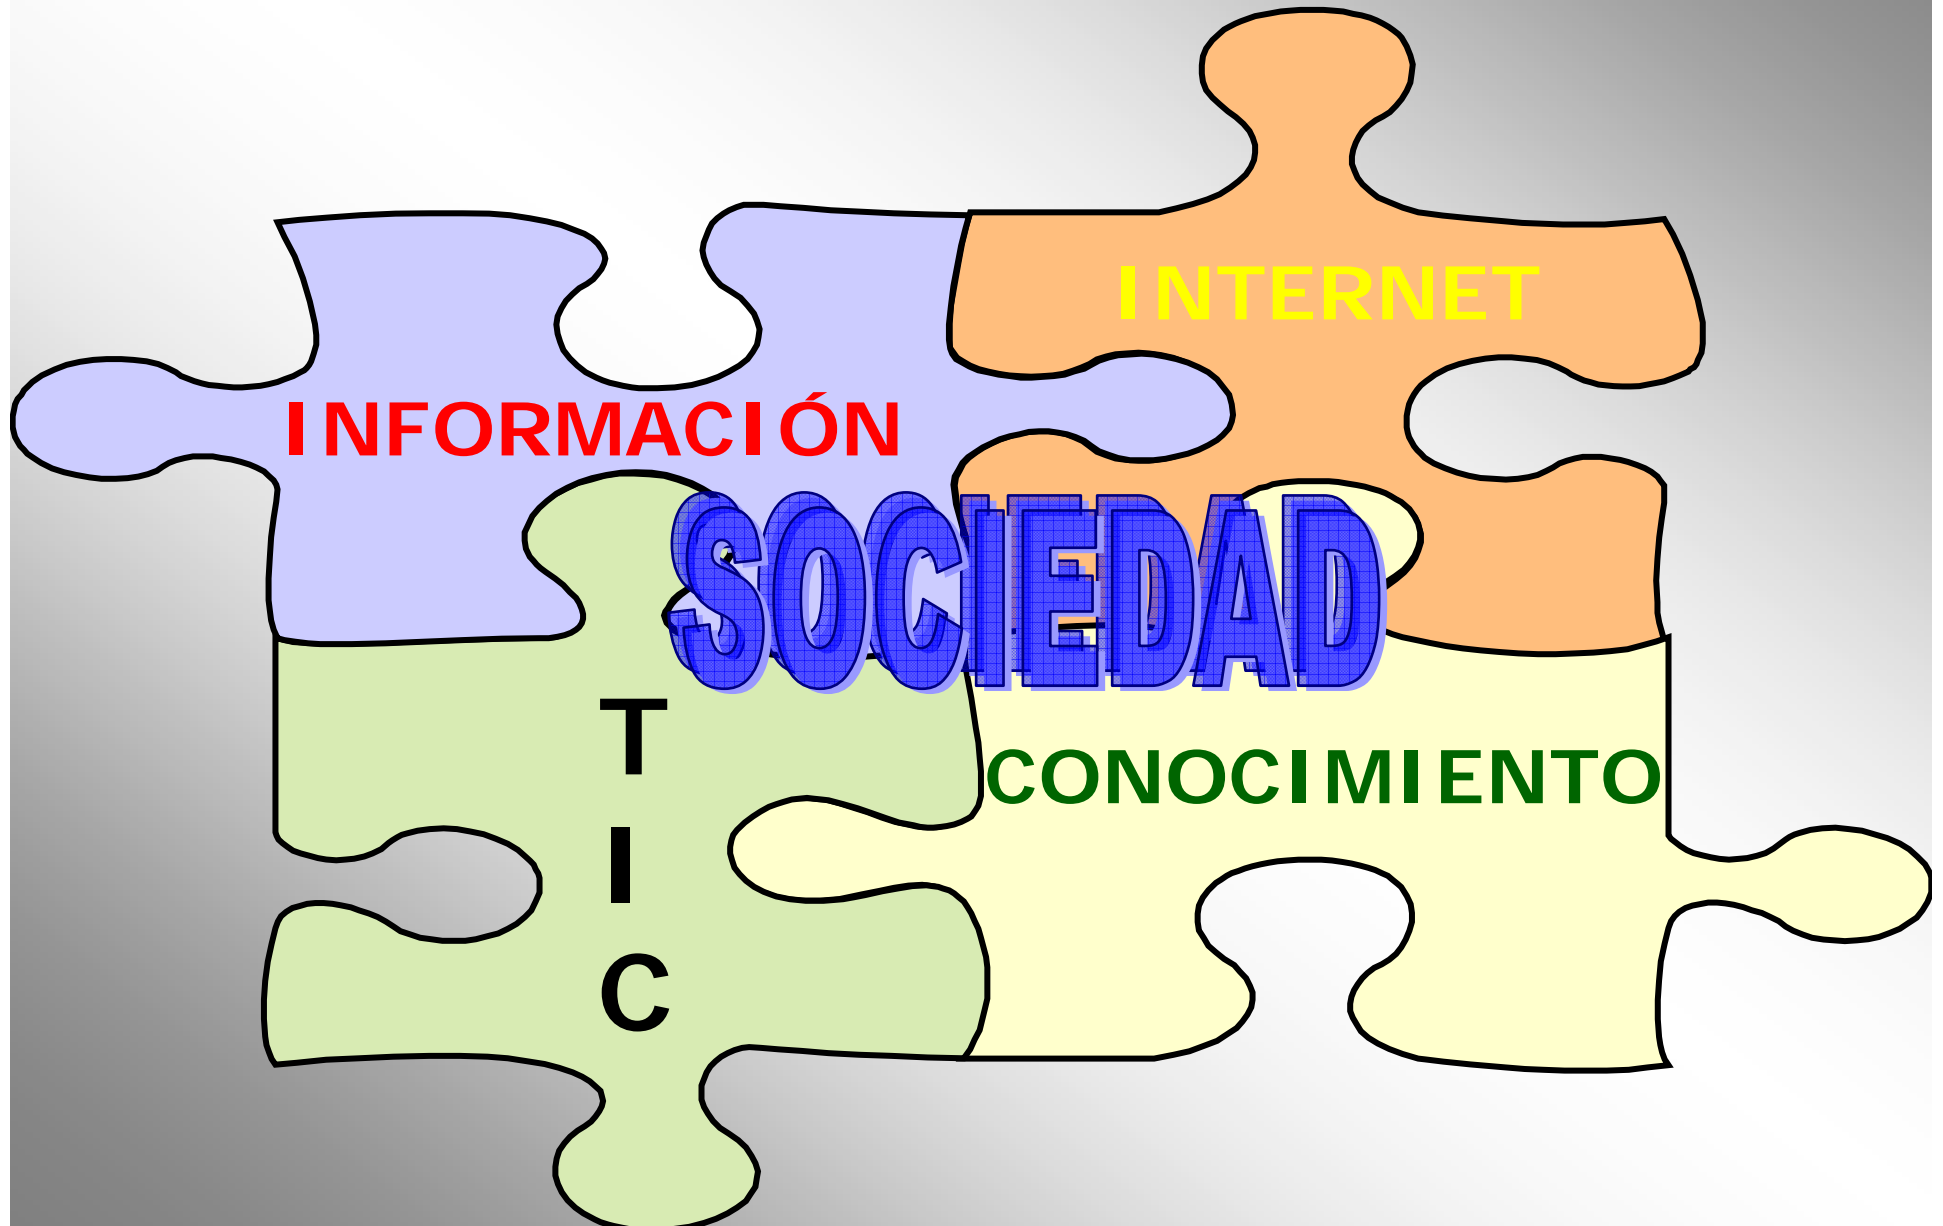 INTERNET
INFORMACIÓN
SOCIEDAD
T
I
C
CONOCIMIENTO